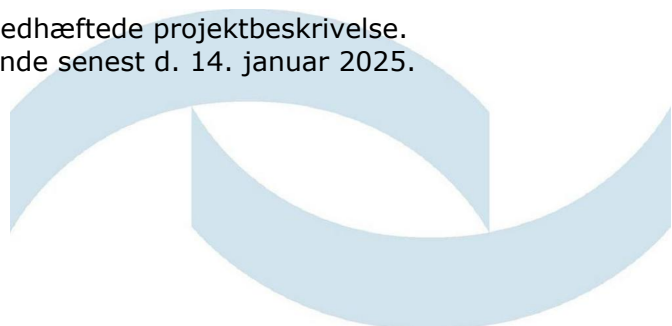 edhæftede projektbeskrivelse.
nde senest d. 14. januar 2025.